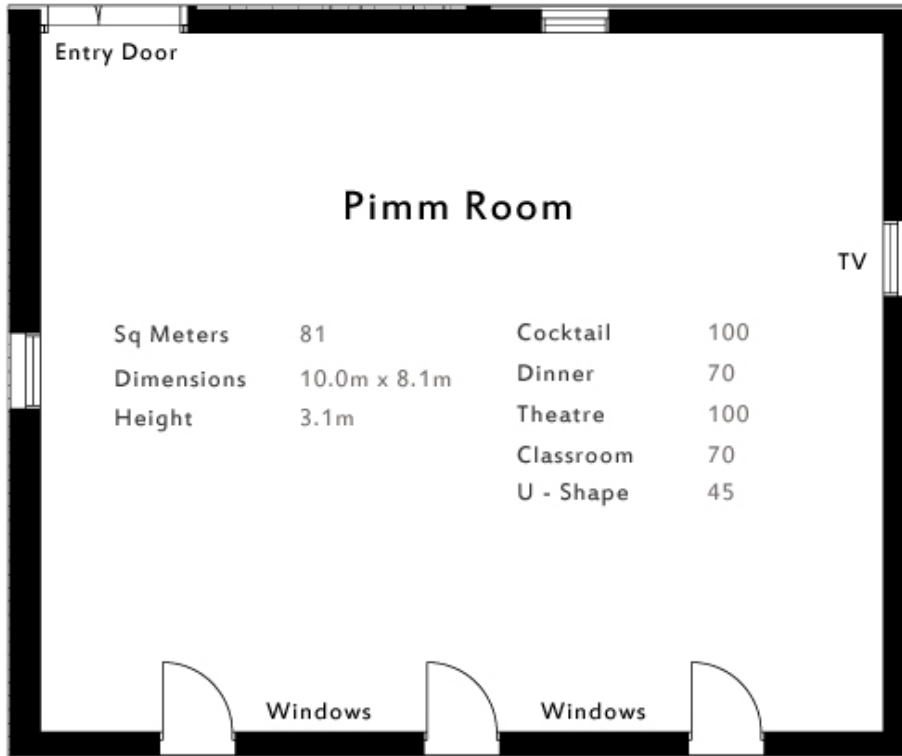 Entry Door
Pimm Room
TV
Sq Meters 81
Dimensions 10.0m x 8.1m
Height 3.1m
Cocktail 100
Dinner 70
Theatre 100
Classroom 70
U - Shape 45
Windows
Windows